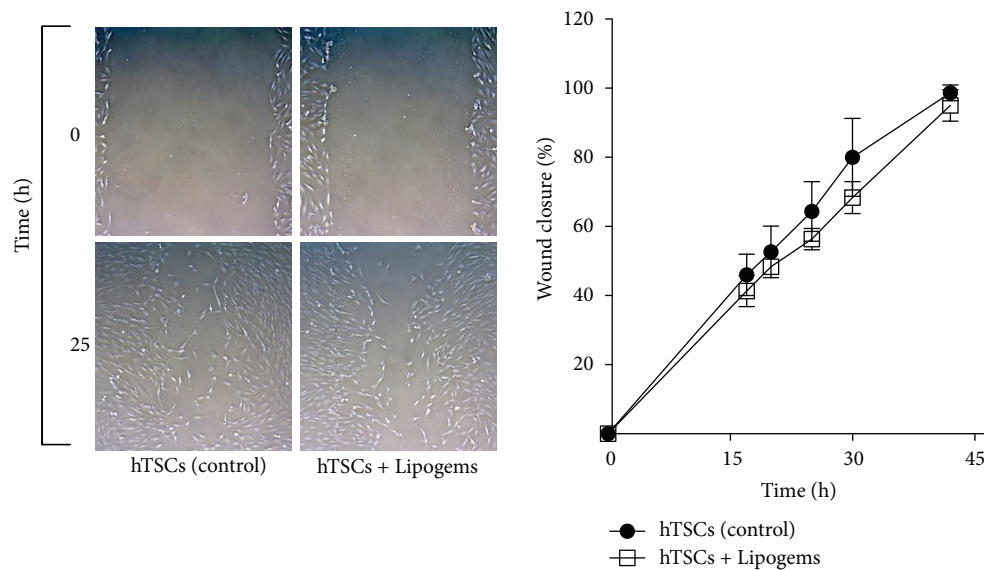 Time (h)
0
25
hTSCs (control)
hTSCs + Lipogems
120
100
80
60
40
20
Wound closure (%)
0
15
30
45
Time (h)
hTSCs (control)
hTSCs + Lipogems